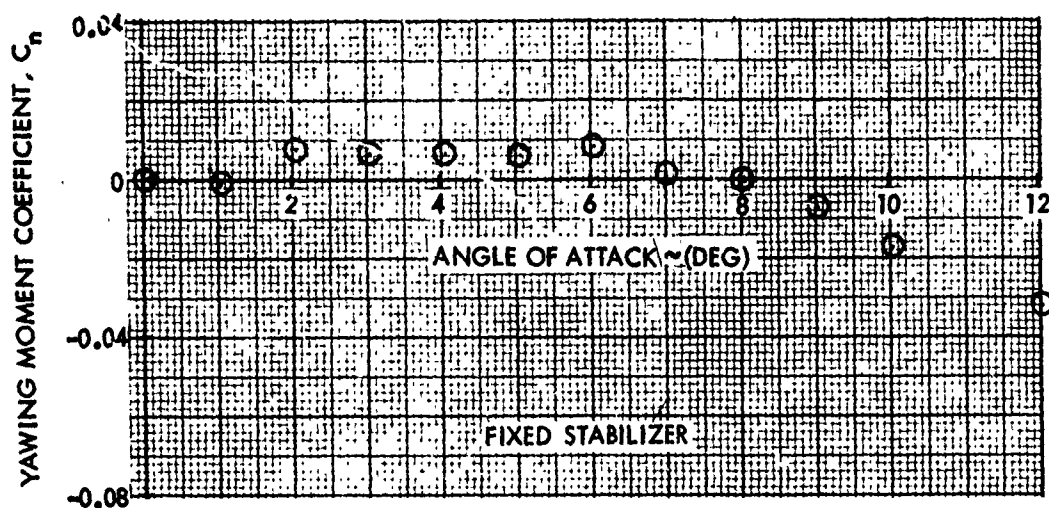 YAWING MOMENT COEFFICIENT, Cn
0.04
0
-0.04
-0.08
2 4 6 8 10 12
ANGLE OF ATTACK ~(DEG)
FIXED STABILIZER